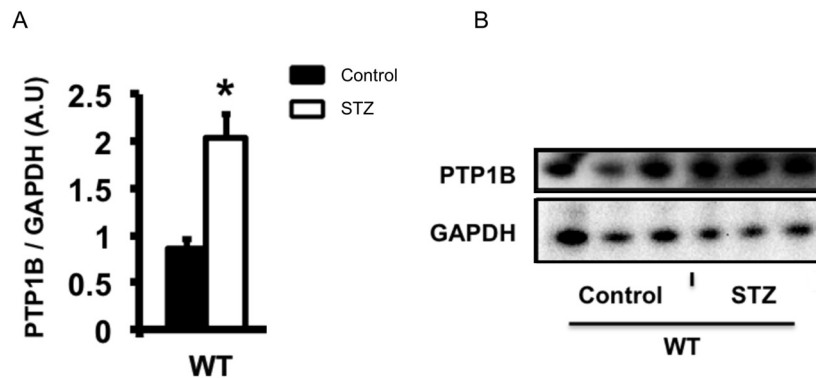 A
B
PTP1B / GAPDH (A.U)
2.5
2
1.5
1
0.5
0
*
WT
Control
STZ
PTP1B
GAPDH
Control STZ
WT